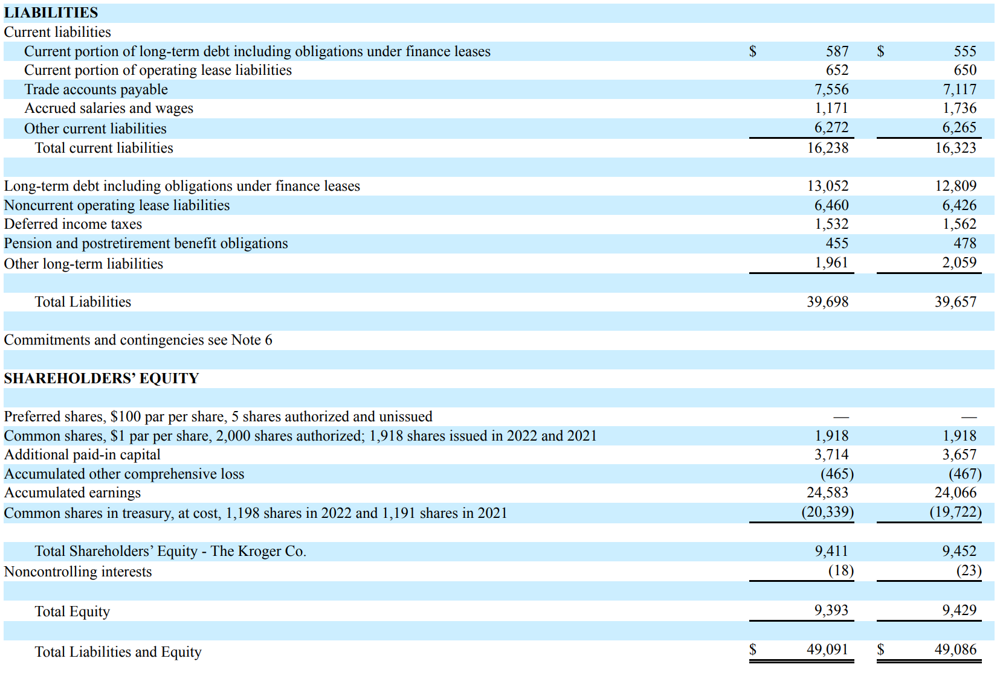 LIABILITIES
Current liabilities
Current portion of long-term debt including obligations under finance leases $ 587 $ 555
Current portion of operating lease liabilities 652 650
Trade accounts payable 7,556 7,117
Accrued salaries and wages 1,171 1,736
Other current liabilities 6,272 6,265
Total current liabilities 16,238 16,323
Long-term debt including obligations under finance leases 13,052 12,809
Noncurrent operating lease liabilities 6,460 6,426
Deferred income taxes 1,532 1,562
Pension and postretirement benefit obligations 455 478
Other long-term liabilities 1,961 2,059
Total Liabilities 39,698 39,657
Commitments and contingencies see Note 6
SHAREHOLDERS’ EQUITY
Preferred shares, $100 par per share, 5 shares authorized and unissued — —
Common shares, $1 par per share, 2,000 shares authorized; 1,918 shares issued in 2022 and 2021 1,918 1,918
Additional paid-in capital 3,714 3,657
Accumulated other comprehensive loss (465) (467)
Accumulated earnings 24,583 24,066
Common shares in treasury, at cost, 1,198 shares in 2022 and 1,191 shares in 2021 (20,339) (19,722)
Total Shareholders’ Equity - The Kroger Co. 9,411 9,452
Noncontrolling interests (18) (23)
Total Equity 9,393 9,429
Total Liabilities and Equity $ 49,091 $ 49,086